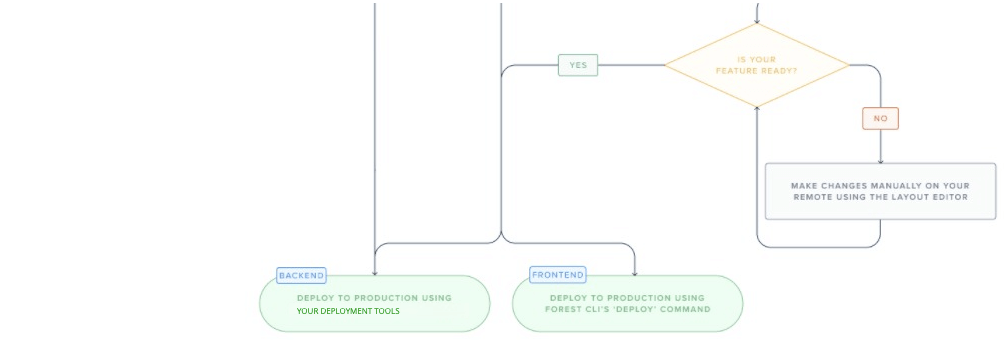 IS YOUR
FEATURE READY?
YES
NO
MAKE CHANGES MANUALLY ON YOUR
REMOTE USING THE LAYOUT EDITOR
BACKEND
DEPLOY TO PRODUCTION USING
YOUR DEPLOYMENT TOOLS
FRONTEND
DEPLOY TO PRODUCTION USING
FOREST CLI'S 'DEPLOY' COMMAND